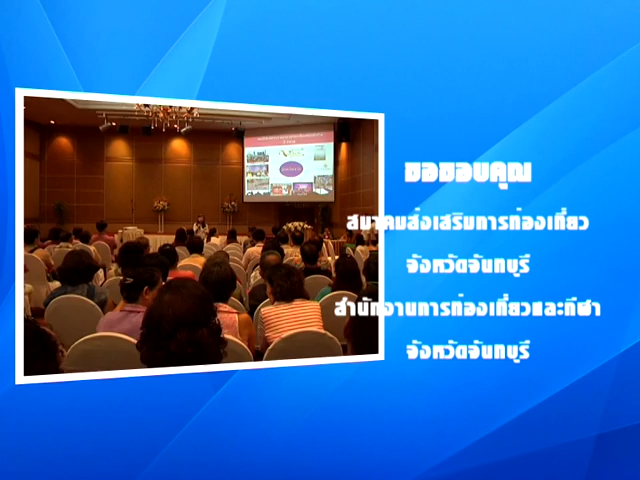 ขอขอบคุณ
สมาคมส่งเสริมการท่องเที่ยว
จังหวัดจันทบุรี
สำนักงานการท่องเที่ยวและกีฬา
จังหวัดจันทบุรี